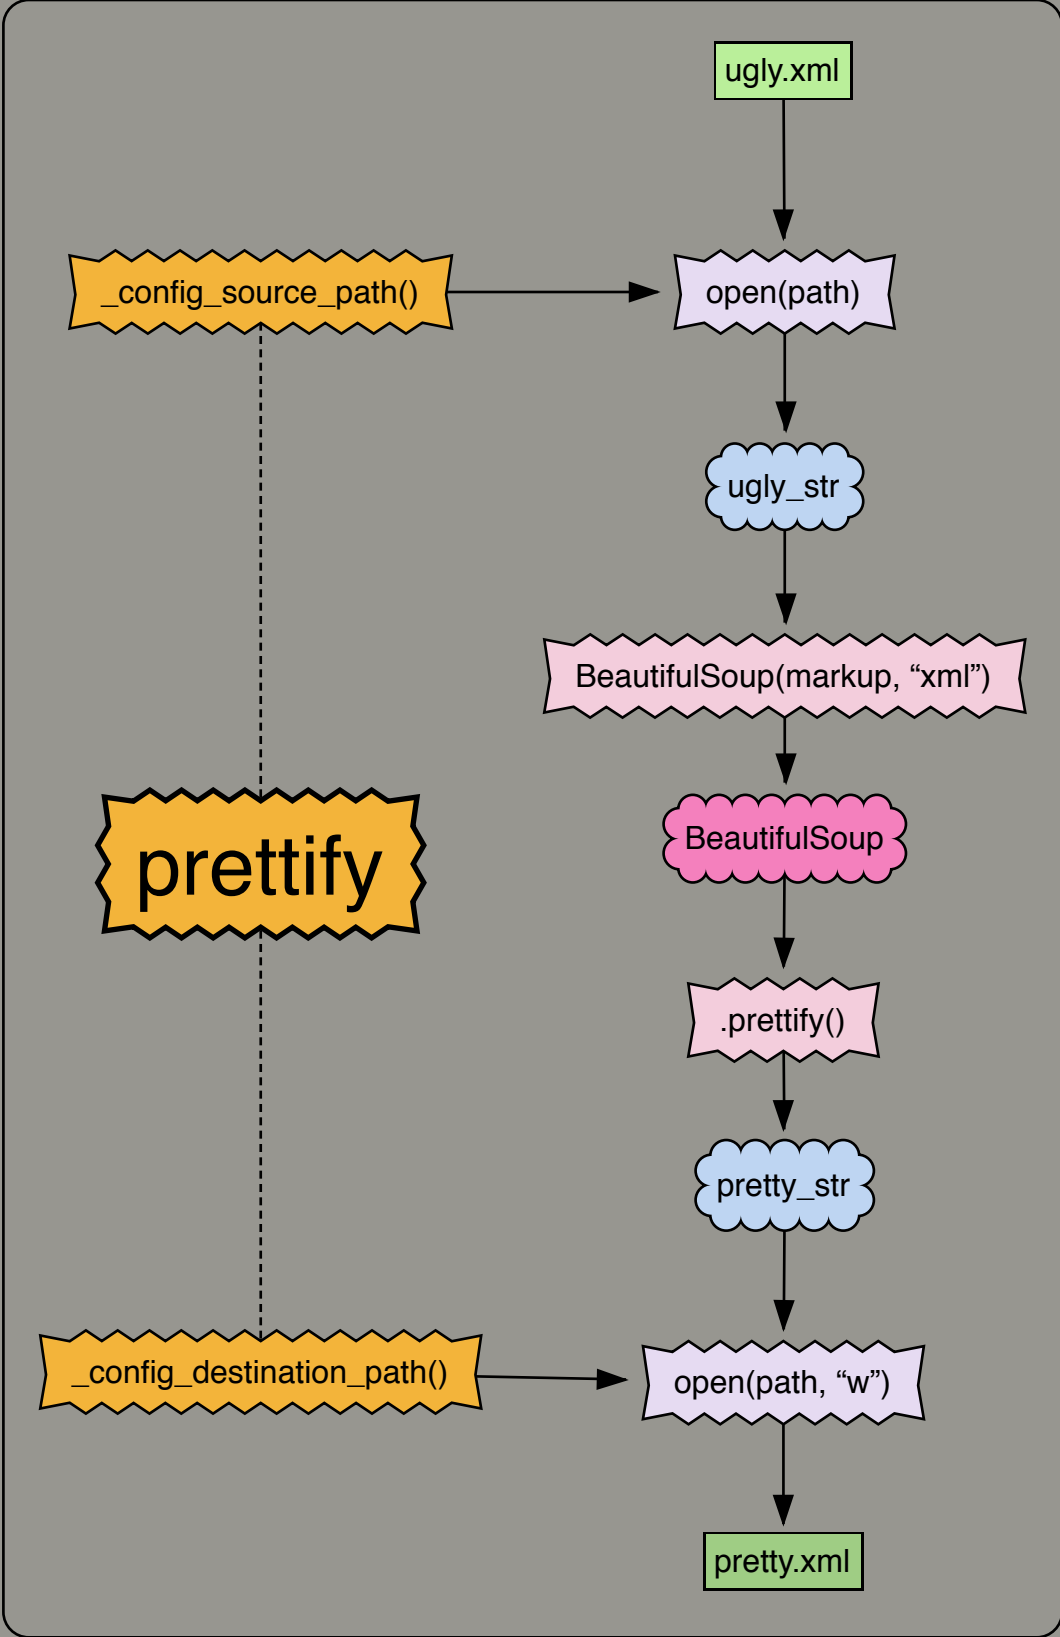 ugly.xml
_config_source_path()
open(path)
ugly_str
BeautifulSoup(markup, “xml”)
prettify
BeautifulSoup
.prettify()
pretty_str
_config_destination_path()
open(path, “w”)
pretty.xml